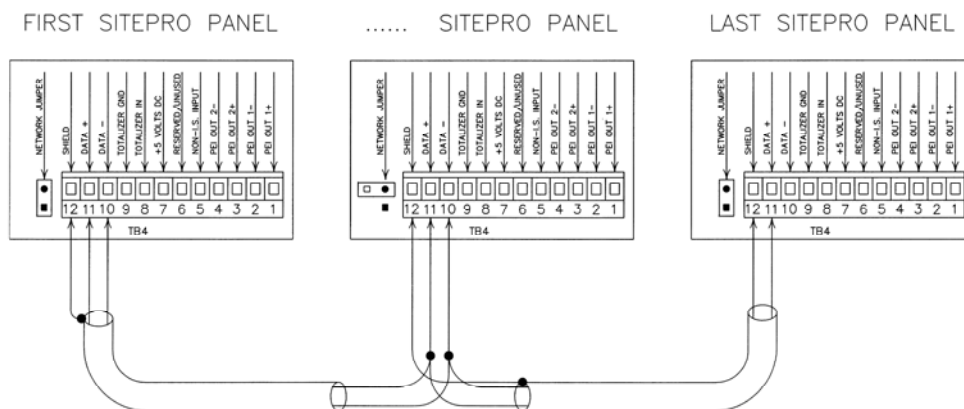 FIRST SITEPRO PANEL
...... SITEPRO PANEL
LAST SITEPRO PANEL
NETWORK JUMPER
SHIELD
DATA +
DATA -
TOTALIZER GND
TOTALIZER IN
+5 VOLTS DC
RESERVED/UNUSED
NON-I.S. INPUT
PEI OUT 2-
PEI OUT 2+
PEI OUT 1-
PEI OUT 1+
12 11 10 9 8 7 6 5 4 3 2 1
TB4
NETWORK JUMPER
SHIELD
DATA +
DATA -
TOTALIZER GND
TOTALIZER IN
+5 VOLTS DC
RESERVED/UNUSED
NON-I.S. INPUT
PEI OUT 2-
PEI OUT 2+
PEI OUT 1-
PEI OUT 1+
12 11 10 9 8 7 6 5 4 3 2 1
TB4
NETWORK JUMPER
SHIELD
DATA +
DATA -
TOTALIZER GND
TOTALIZER IN
+5 VOLTS DC
RESERVED/UNUSED
NON-I.S. INPUT
PEI OUT 2-
PEI OUT 2+
PEI OUT 1-
PEI OUT 1+
12 11 10 9 8 7 6 5 4 3 2 1
TB4